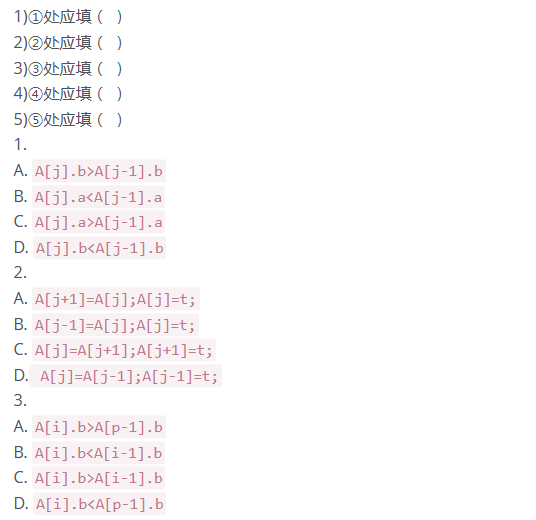 1)①处应填（ ）
2)②处应填（ ）
3)③处应填（ ）
4)④处应填（ ）
5)⑤处应填（ ）
1.
A. A[j].b>A[j-1].b
B. A[j].a<A[j-1].a
C. A[j].a>A[j-1].a
D. A[j].b<A[j-1].b
2.
A. A[j+1]=A[j];A[j]=t;
B. A[j-1]=A[j];A[j]=t;
C. A[j]=A[j+1];A[j+1]=t;
D. A[j]=A[j-1];A[j-1]=t;
3.
A. A[i].b>A[p-1].b
B. A[i].b<A[i-1].b
C. A[i].b>A[i-1].b
D. A[i].b<A[p-1].b